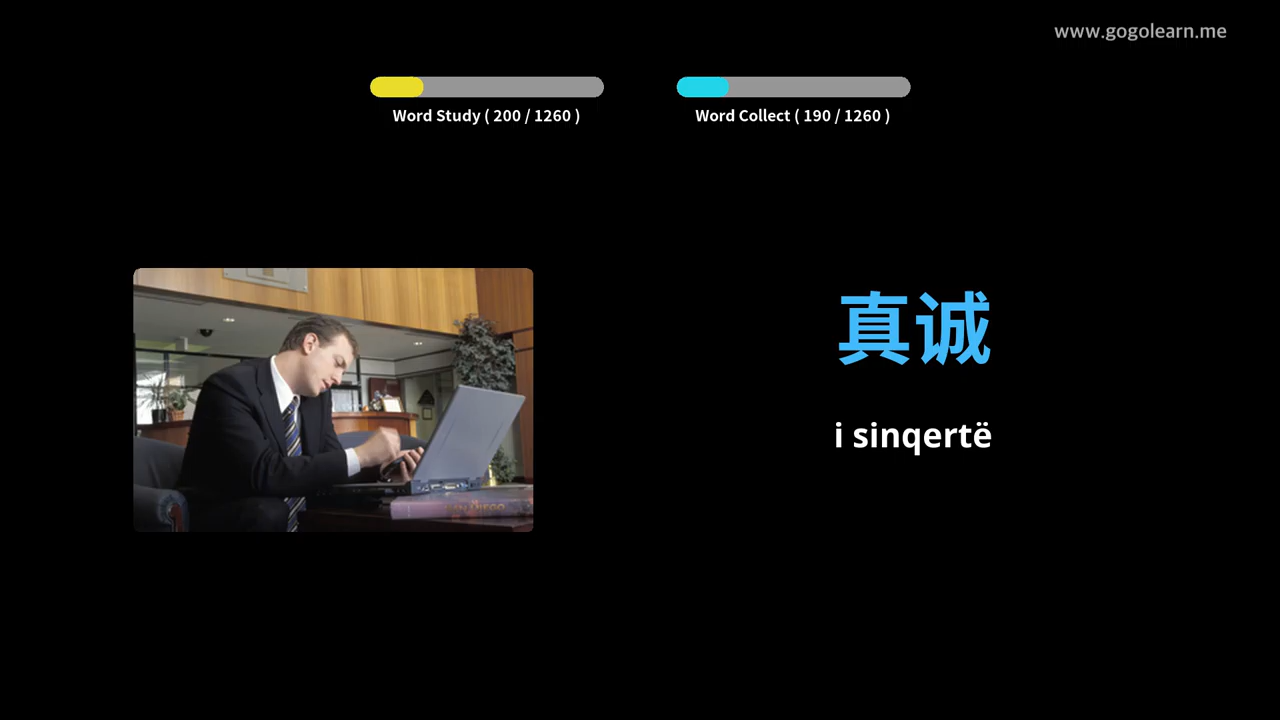 www.gogolearn.me
Word Study ( 200 / 1260 )
Word Collect ( 190 / 1260 )
真诚
i sinqertë